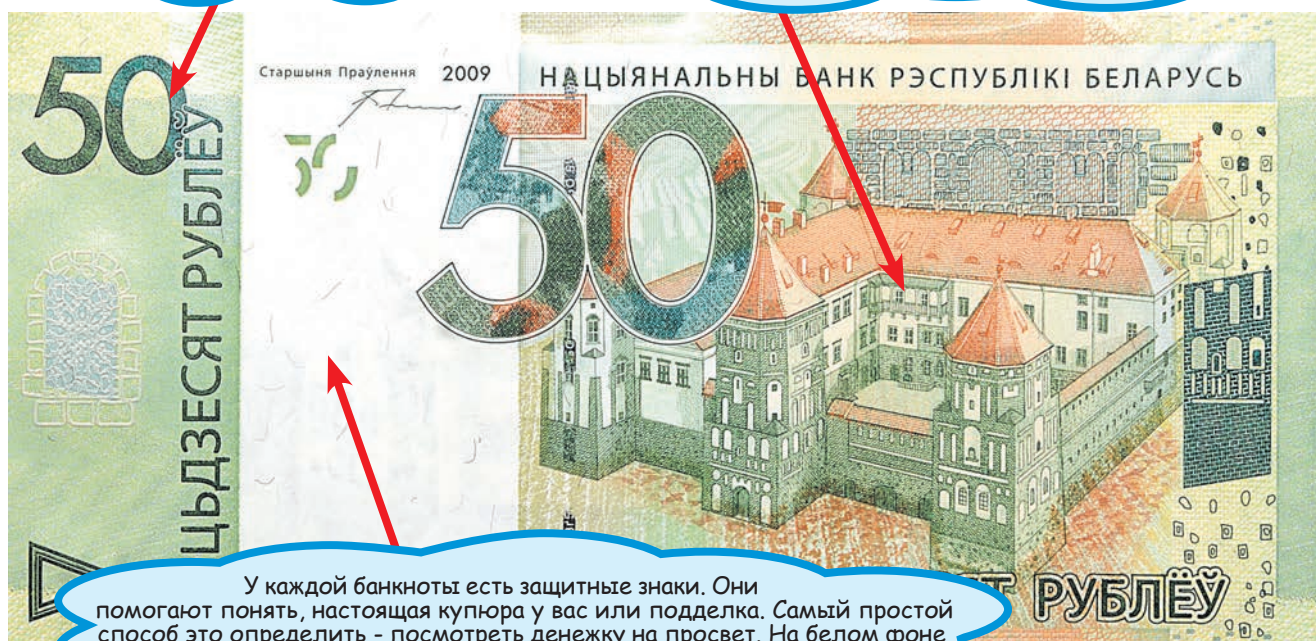 50
Старшыня Праўлення 2009
НАЦЫЯНАЛЬНЫ БАНК РЭСПУБЛІКІ БЕЛАРУСЬ
50
РУБЛЁЎ
У каждой банкноты есть защитные знаки. Они
помогают понять, настоящая купюра у вас или подделка. Самый простой
способ это определить - посмотреть денежку на просвет. На белом фоне
РУБЛЁЎ